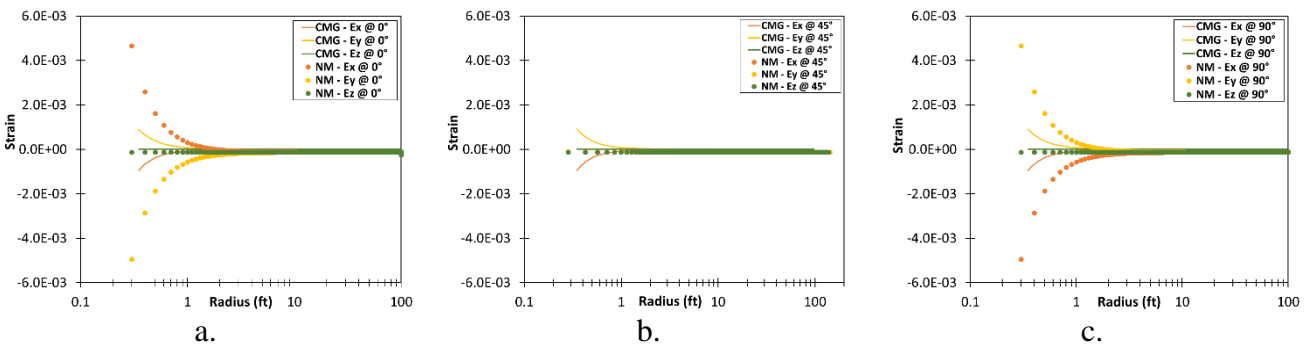 6.0E-03
4.0E-03
2.0E-03
0.0E+00
-2.0E-03
-4.0E-03
-6.0E-03
Strain
0.1
1
10
100
Radius (ft)
CMG - Ex @ 0°
CMG - Ey @ 0°
CMG - Ez @ 0°
NM - Ex @ 0°
NM - Ey @ 0°
NM - Ez @ 0°
a.
6.0E-03
4.0E-03
2.0E-03
0.0E+00
-2.0E-03
-4.0E-03
-6.0E-03
Strain
0.1
1
10
100
Radius (ft)
CMG - Ex @ 45°
CMG - Ey @ 45°
CMG - Ez @ 45°
NM - Ex @ 45°
NM - Ey @ 45°
NM - Ez @ 45°
b.
6.0E-03
4.0E-03
2.0E-03
0.0E+00
-2.0E-03
-4.0E-03
-6.0E-03
Strain
0.1
1
10
100
Radius (ft)
CMG - Ex @ 90°
CMG - Ey @ 90°
CMG - Ez @ 90°
NM - Ex @ 90°
NM - Ey @ 90°
NM - Ez @ 90°
c.